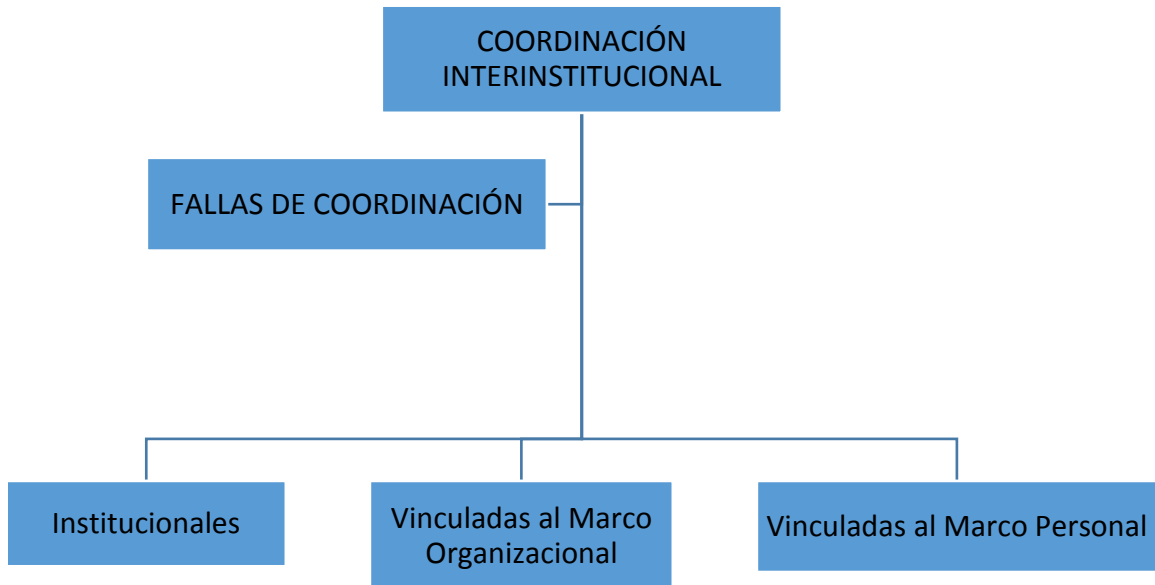 COORDINACIÓN
INTERINSTITUCIONAL
FALLAS DE COORDINACIÓN
Institucionales
Vinculadas al Marco
Organizacional
Vinculadas al Marco Personal